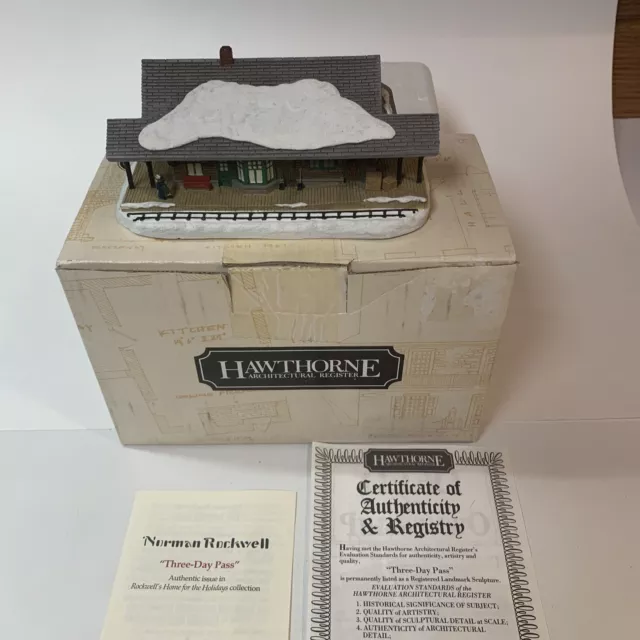 HAWTHORNE
ARCHITECTURAL REGISTER
KITCHEN
HAWTHORNE
Certificate of
Authenticity
& Registry
Having met the Hawthorne Architectural Register's
Evaluation Standards for authenticity, artistry and
quality,
"Three-Day Pass"
is permanently listed as a Registered Landmark Sculpture.
EVALUATION STANDARDS of the
HAWTHORNE ARCHITECTURAL REGISTER
1. HISTORICAL SIGNIFICANCE OF SUBJECT;
2. QUALITY OF ARTISTRY;
3. QUALITY OF SCULPTURAL DETAIL at SCALE;
4. AUTHENTICITY OF ARCHITECTURAL
DETAIL;
Norman Rockwell
"Three-Day Pass"
Authentic issue in
Rockwell's Home for the Holidays collection